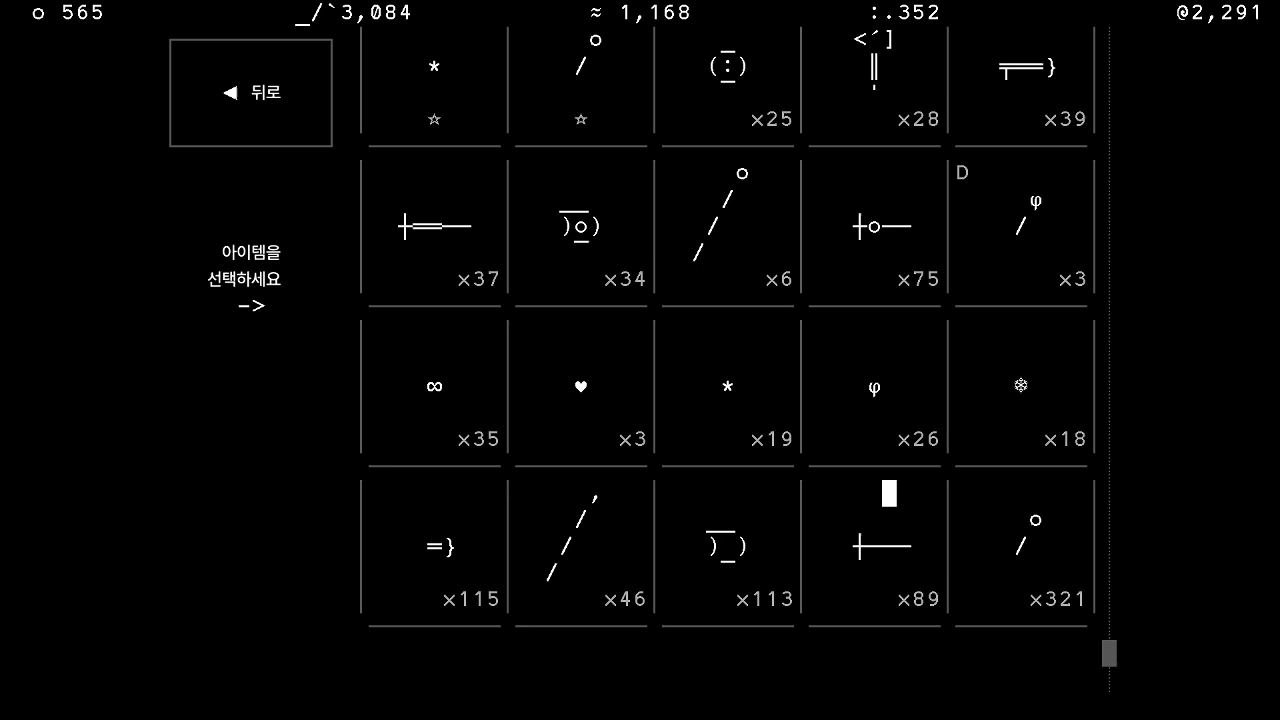 o 565 _/`3,084 ≈ 1,168 :.352 @2,291
◀ 뒤로
☆ ☆ ×25 ×28 ×39
아이템을
선택하세요
->
×37 ×34 ×6 ×75 D ×3
∞ ♥ * φ ❆
×35 ×3 ×19 ×26 ×18
=}
×115 ×46 ×113 ×89 ×321